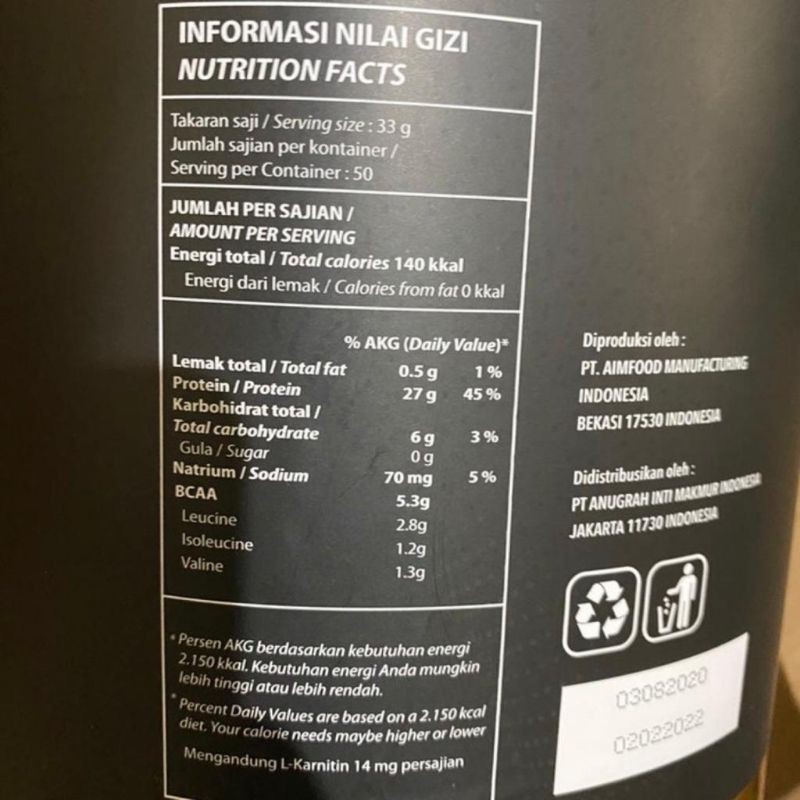 INFORMASI NILAI GIZI
NUTRITION FACTS
Takaran saji / Serving size : 33 g
Jumlah sajian per kontainer /
Serving per Container : 50
JUMLAH PER SAJIAN /
AMOUNT PER SERVING
Energi total / Total calories 140 kkal
Energi dari lemak / Calories from fat 0 kkal
% AKG (Daily Value)*
Lemak total / Total fat 0.5 g 1 %
Protein / Protein 27 g 45 %
Karbohidrat total /
Total carbohydrate 6 g 3 %
Gula / Sugar 0 g
Natrium / Sodium 70 mg 5 %
BCAA 5.3g
Leucine 2.8g
Isoleucine 1.2g
Valine 1.3g
* Persen AKG berdasarkan kebutuhan energi
2.150 kkal. Kebutuhan energi Anda mungkin
lebih tinggi atau lebih rendah.
* Percent Daily Values are based on a 2.150 kcal
diet. Your calorie needs maybe higher or lower
Mengandung L-Karnitin 14 mg persajian
Diproduksi oleh :
PT. AIMFOOD MANUFACTURING
INDONESIA
BEKASI 17530 INDONESIA
Didistribusikan oleh :
PT ANUGRAH INTI MAKMUR INDONESIA
JAKARTA 11730 INDONESIA
03082020
02022022